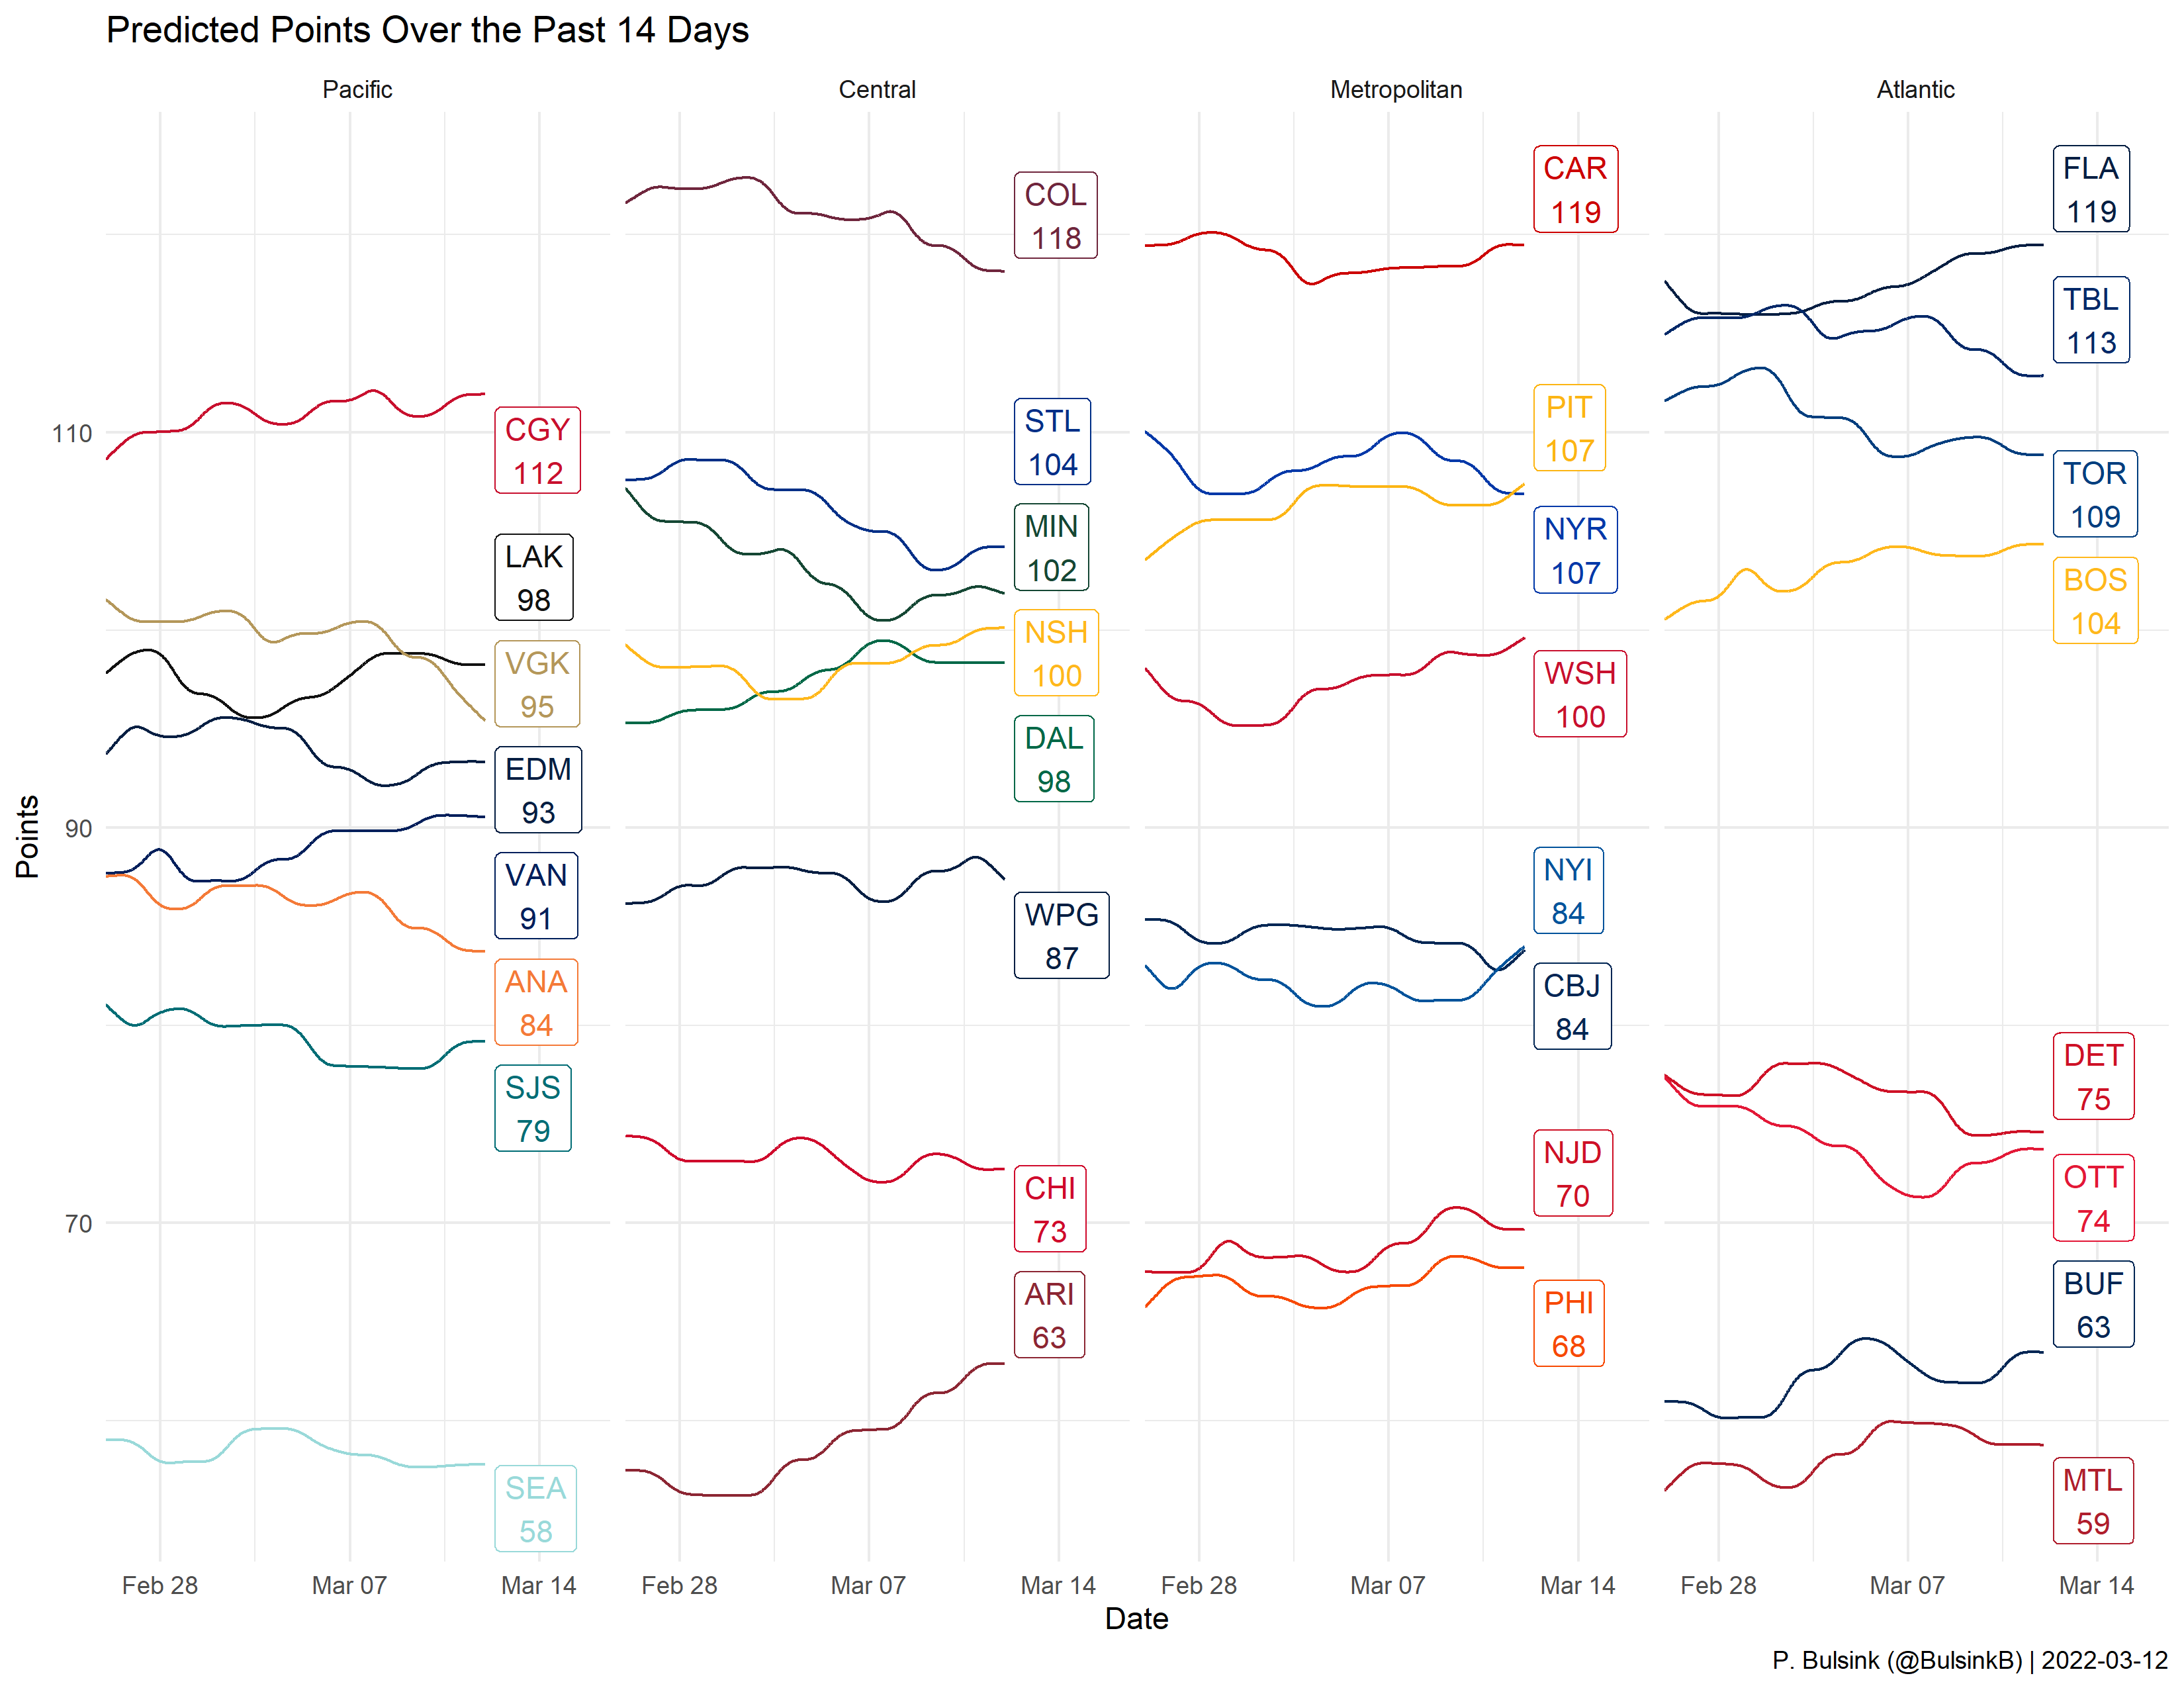 Predicted Points Over the Past 14 Days
Pacific
Central
Metropolitan
Atlantic
Points
110
90
70
CGY
112
LAK
98
VGK
95
EDM
93
VAN
91
ANA
84
SJS
79
SEA
58
COL
118
STL
104
MIN
102
NSH
100
DAL
98
WPG
87
CHI
73
ARI
63
CAR
119
PIT
107
NYR
107
WSH
100
NYI
84
CBJ
84
NJD
70
PHI
68
FLA
119
TBL
113
TOR
109
BOS
104
DET
75
OTT
74
BUF
63
MTL
59
Feb 28 Mar 07 Mar 14
Feb 28 Mar 07 Mar 14
Feb 28 Mar 07 Mar 14
Feb 28 Mar 07 Mar 14
Date
P. Bulsink (@BulsinkB) | 2022-03-12